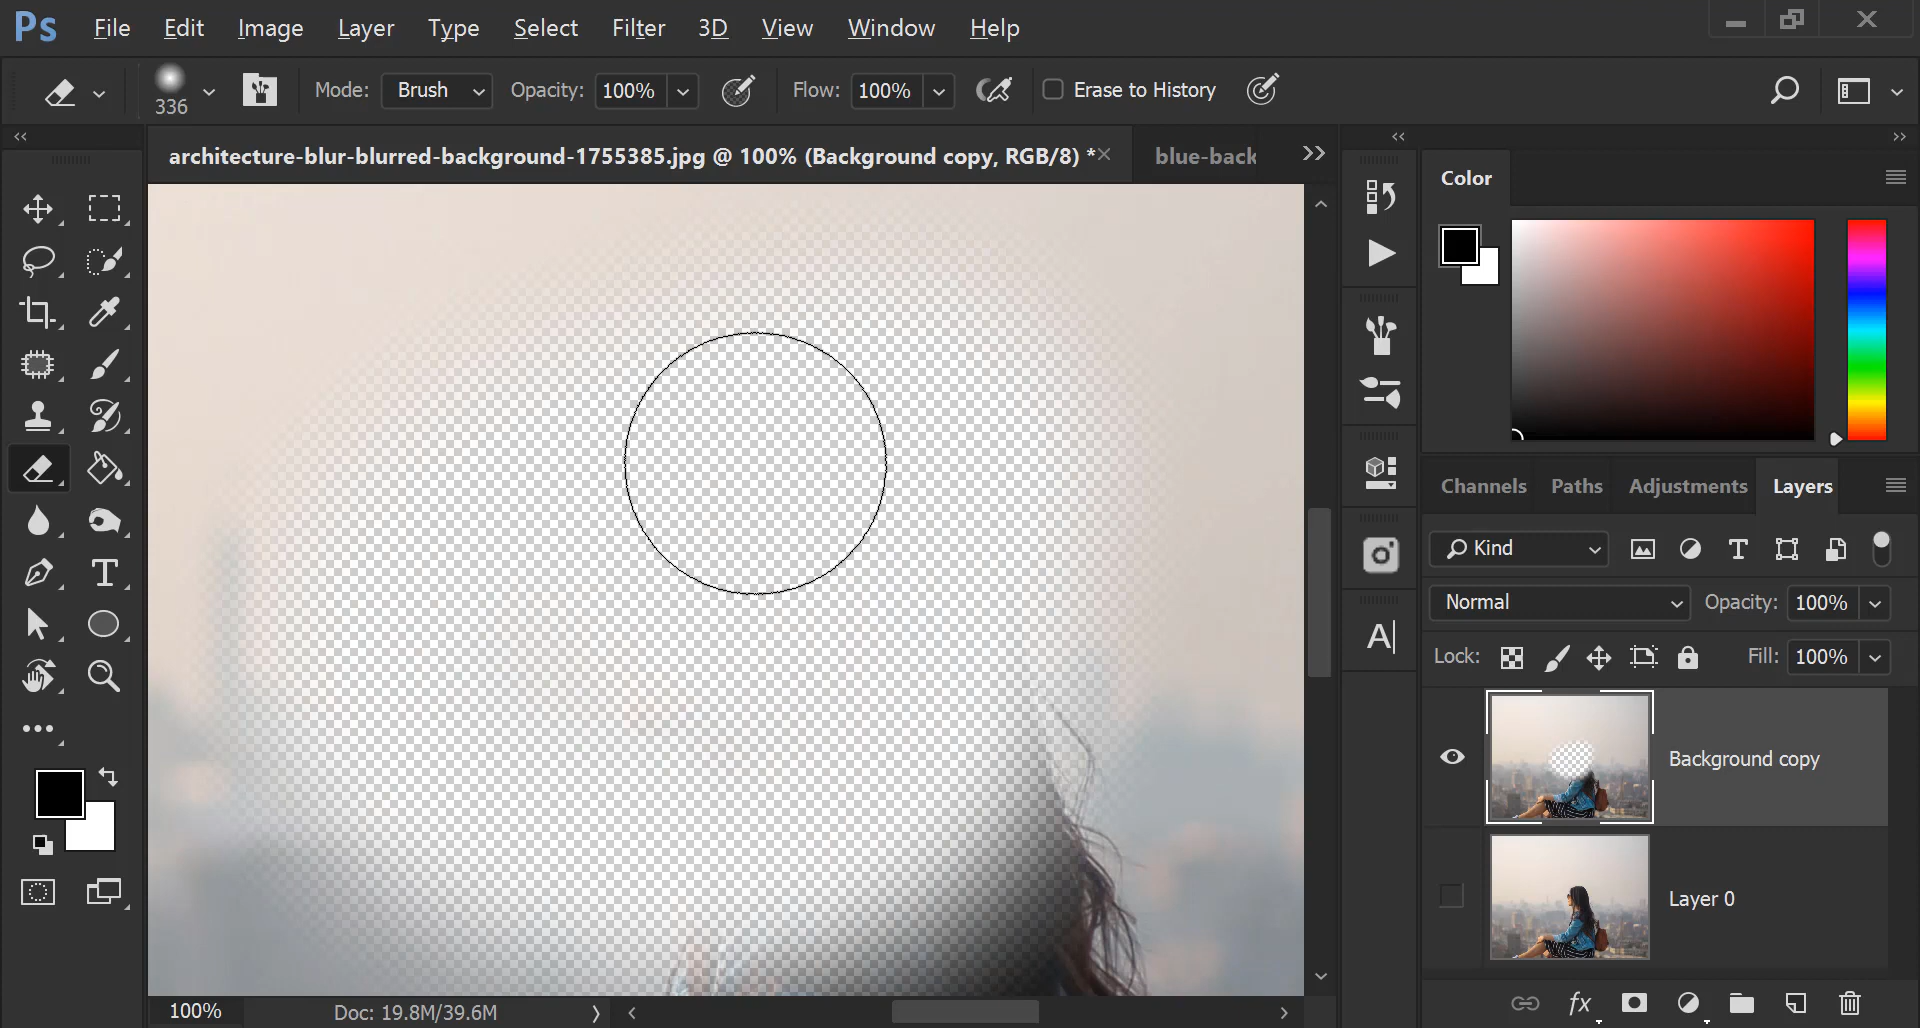 Ps File Edit Image Layer Type Select Filter 3D View Window Help
336 Mode: Brush Opacity: 100% Flow: 100% Erase to History
architecture-blur-blurred-background-1755385.jpg @ 100% (Background copy, RGB/8) * blue-back
Color
Channels Paths Adjustments Layers
Kind
Normal Opacity: 100%
Lock: Fill: 100%
Background copy
Layer 0
100% Doc: 19.8M/39.6M